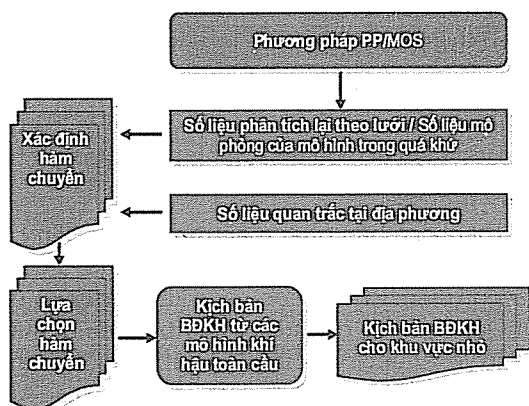 Phương pháp PP/MOS
Số liệu phân tích lại theo lưới / Số liệu mô
phỏng của mô hình trong quá khứ
Xác định
hàm
chuyển
Số liệu quan trắc tại địa phương
Lựa
chọn
hàm
chuyển
Kịch bản
BĐKH từ các
mô hình khí
hậu toàn cầu
Kịch bản BĐKH
cho khu vực nhỏ